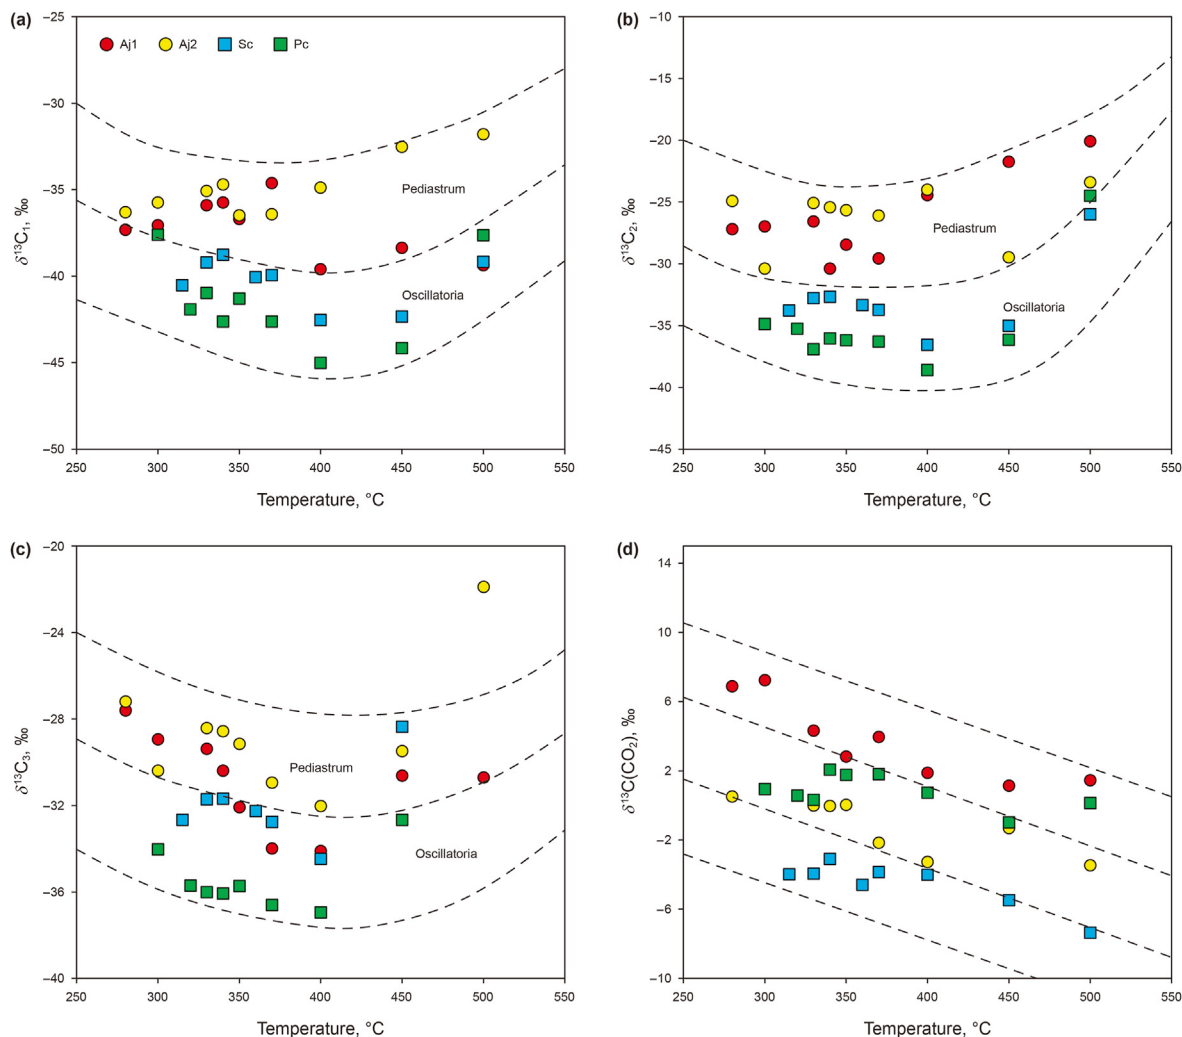 (a)
−25
−30
−35
−40
−45
−50
δ¹³C₁, ‰
Aj1 Aj2 Sc Pc
Pediastrum
Oscillatoria
250 300 350 400 450 500 550
Temperature, °C
(b)
−10
−15
−20
−25
−30
−35
−40
−45
δ¹³C₂, ‰
Pediastrum
Oscillatoria
250 300 350 400 450 500 550
Temperature, °C
(c)
−20
−24
−28
−32
−36
−40
δ¹³C₃, ‰
Pediastrum
Oscillatoria
250 300 350 400 450 500 550
Temperature, °C
(d)
14
10
6
2
−2
−6
−10
δ¹³C(CO₂), ‰
250 300 350 400 450 500 550
Temperature, °C